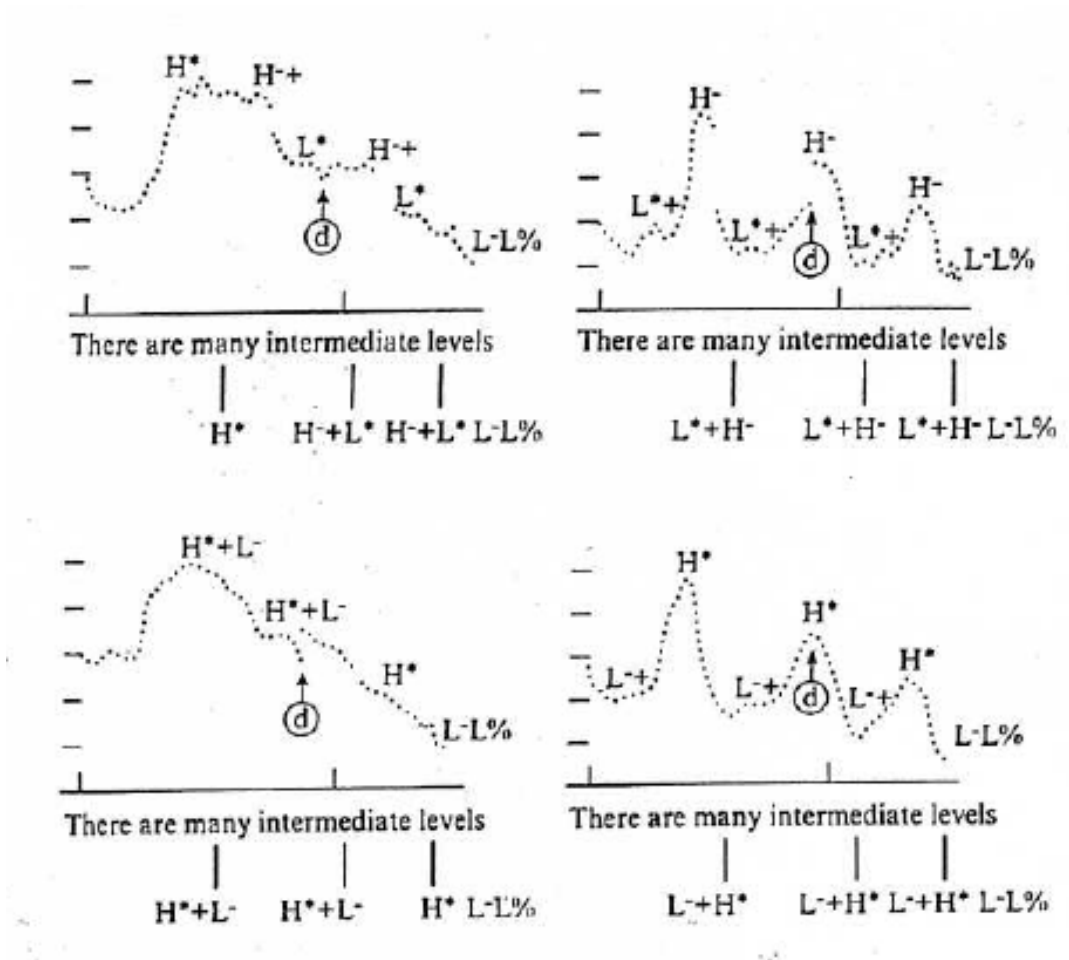 H*
H-+
L*
H-+
L*
d
L-L%
There are many intermediate levels
H* H-+L* H-+L* L-L%
H-
H-
H-
L*+
L*+
L*+
d
L-L%
There are many intermediate levels
L*+H- L*+H- L*+H- L-L%
H*+L-
H*+L-
H*
d
L-L%
There are many intermediate levels
H*+L- H*+L- H* L-L%
H*
H*
H*
L-+
L-+
L-+
d
L-L%
There are many intermediate levels
L-+H* L-+H* L-+H* L-L%